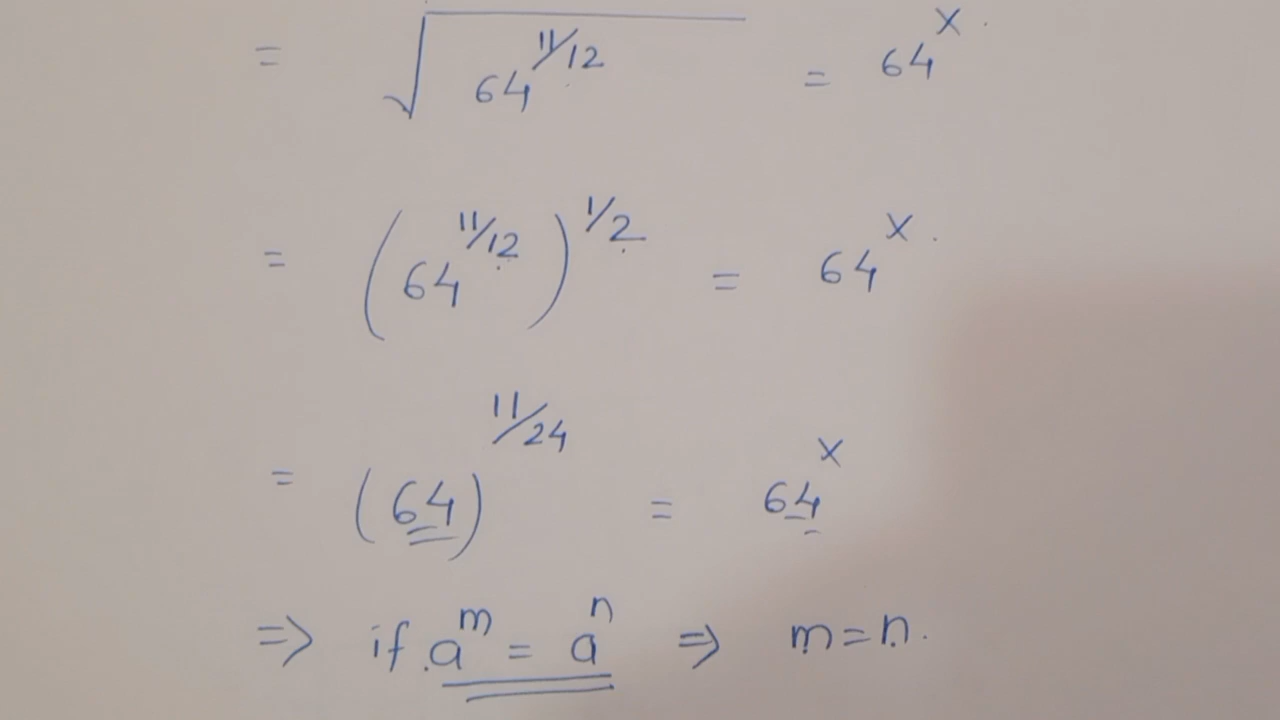 = √64^11/12 = 64^x.
= (64^11/12)^1/2 = 64^x.
= (64)^11/24 = 64^x
⇒ if a^m = a^n ⇒ m=n.